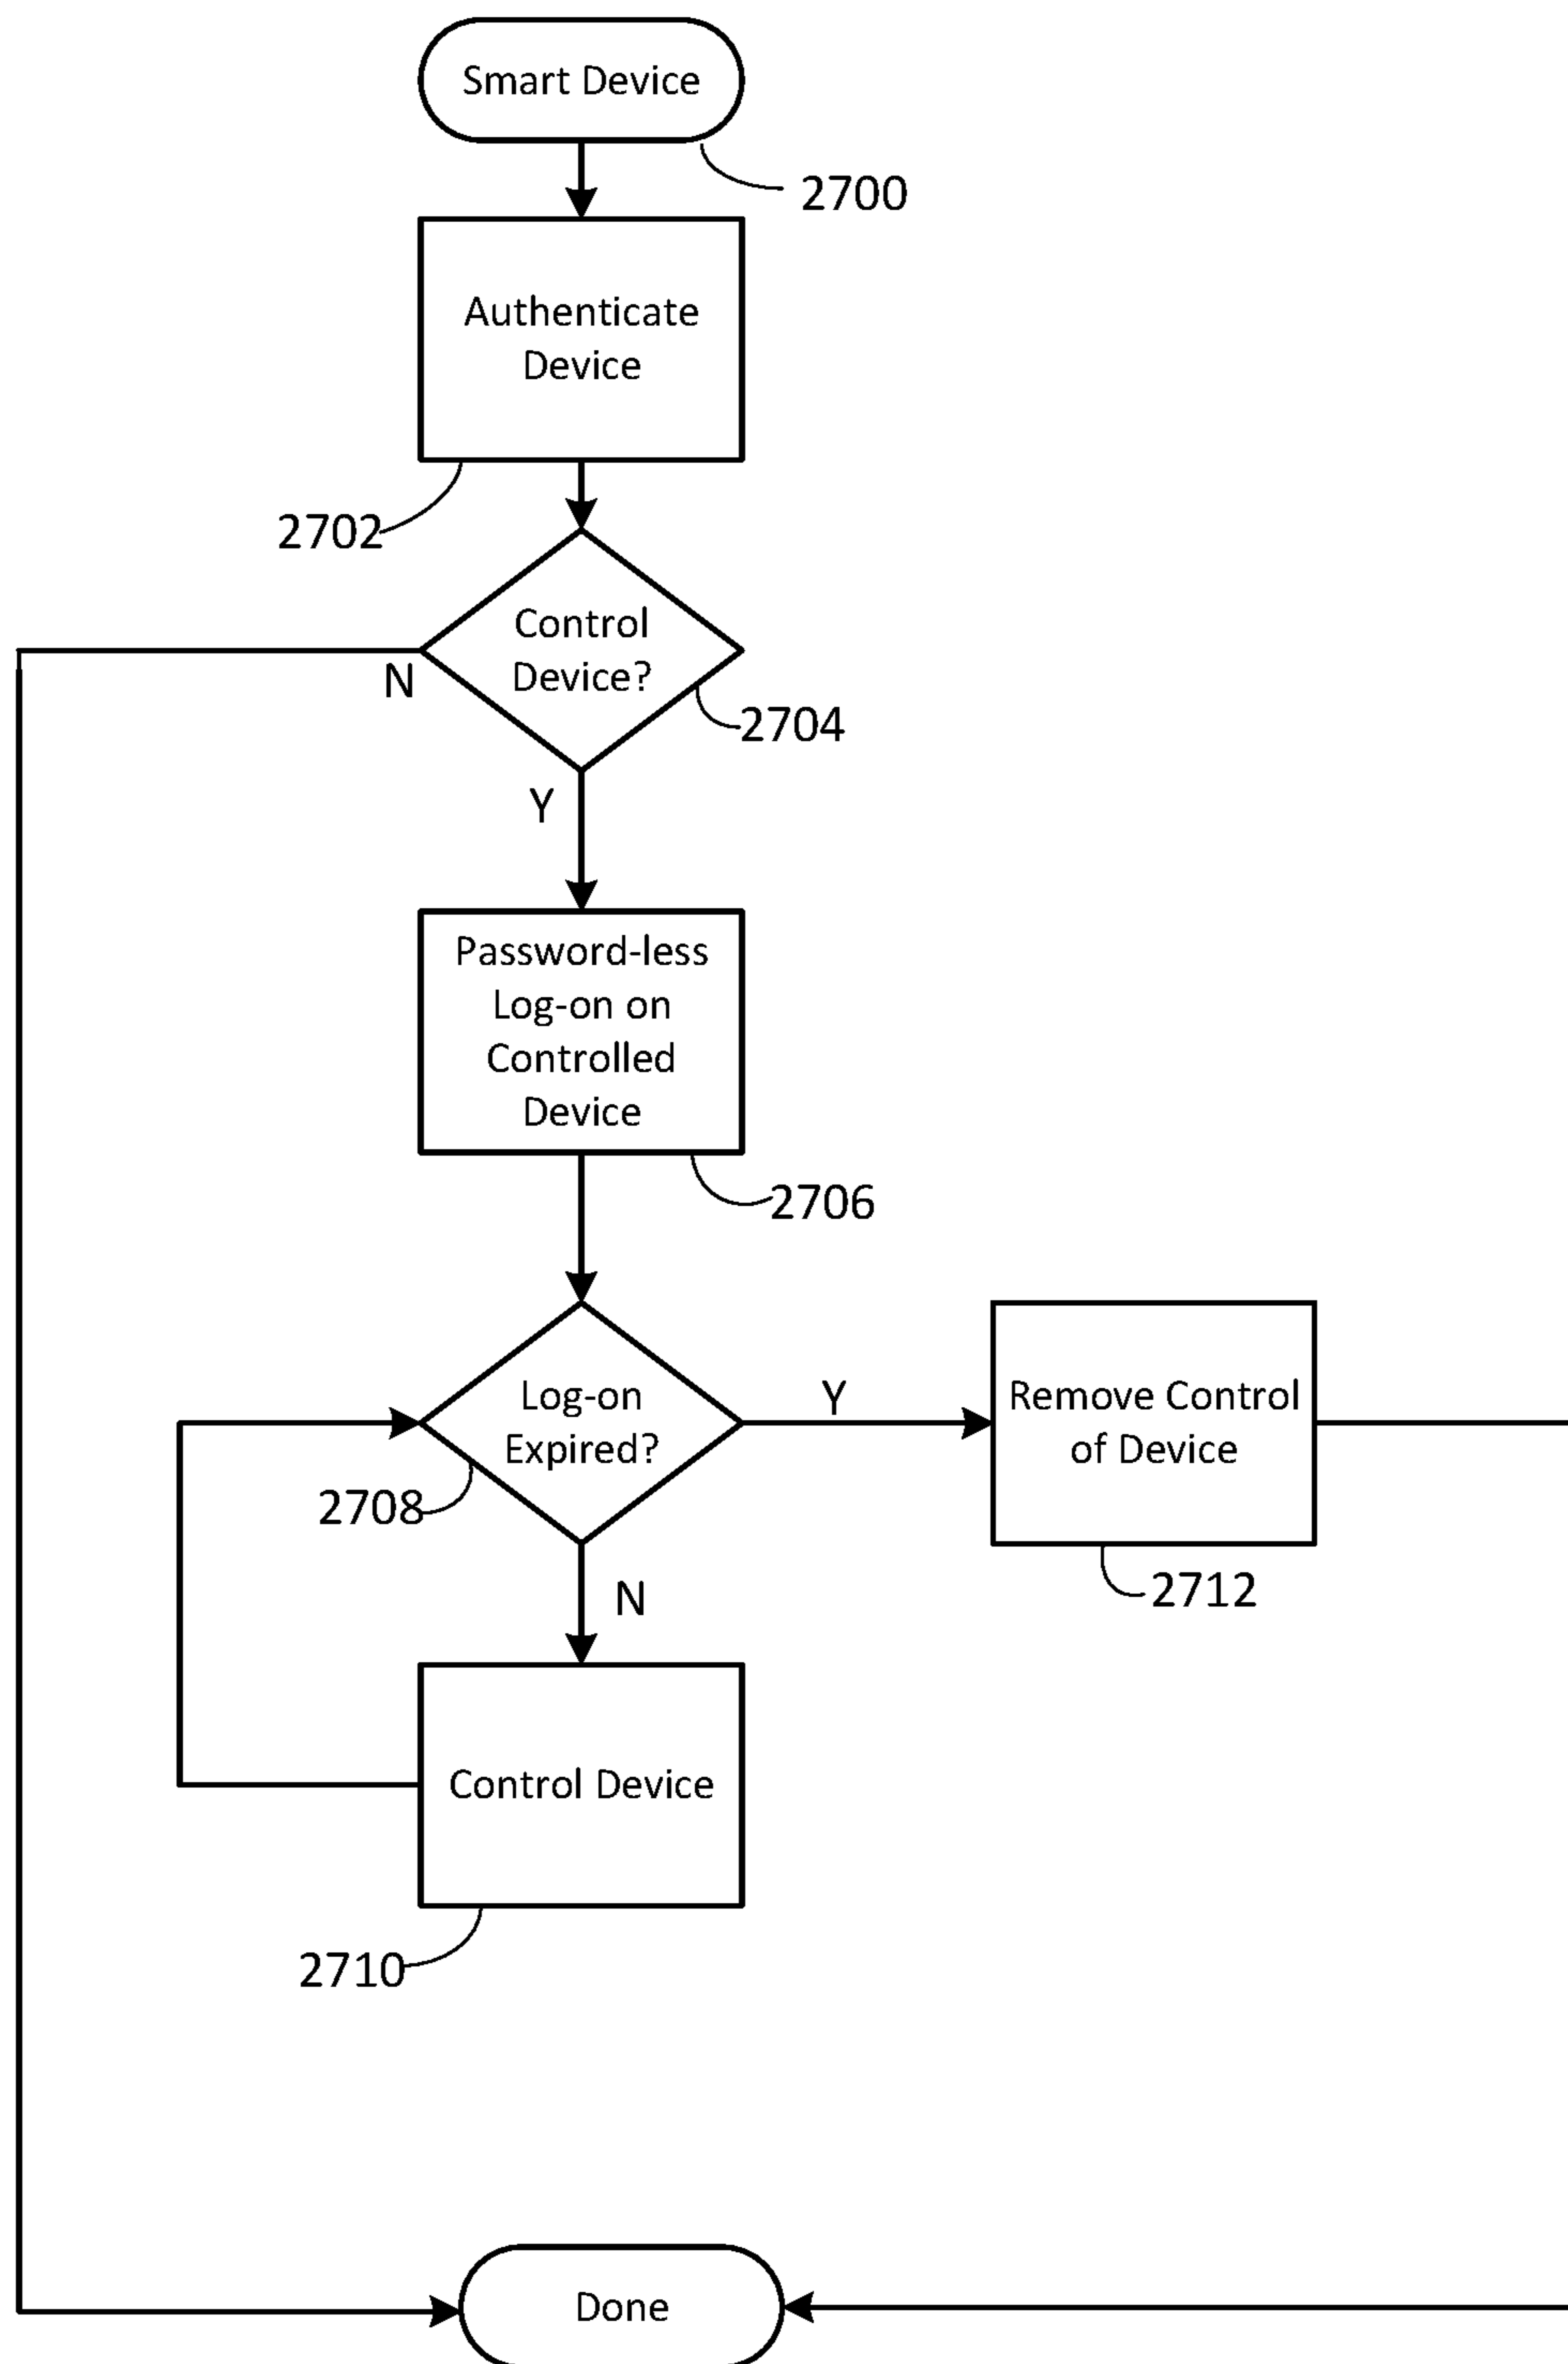 Smart Device
2700
Authenticate
Device
2702
Control
Device?
N
2704
Y
Password-less
Log-on on
Controlled
Device
2706
Log-on
Expired?
Y
Remove Control
of Device
2708
N
2712
Control Device
2710
Done